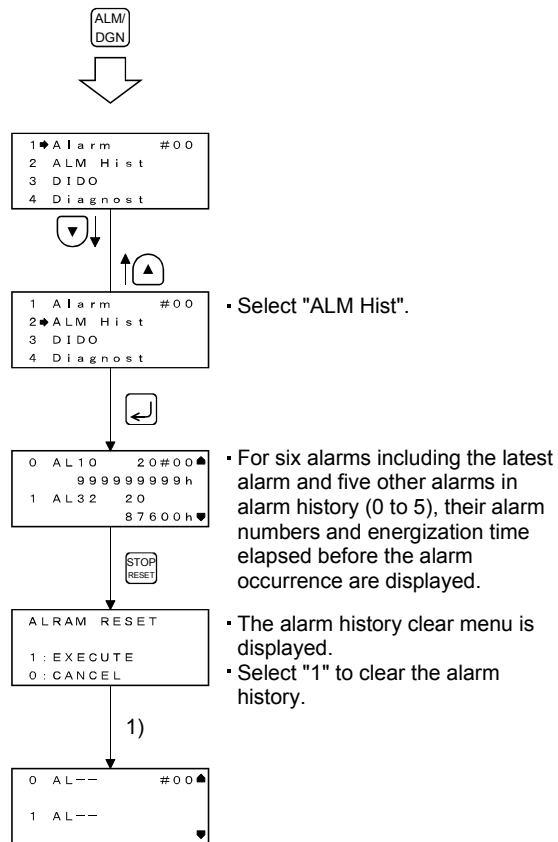 ALM/
DGN
1 Alarm #00
2 ALM Hist
3 DIDO
4 Diagnost
1 Alarm #00
2 ALM Hist
3 DIDO
4 Diagnost
Select "ALM Hist".
0 AL10 20#00
999999999h
1 AL32 20
87600h
For six alarms including the latest
alarm and five other alarms in
alarm history (0 to 5), their alarm
numbers and energization time
elapsed before the alarm
occurrence are displayed.
STOP
RESET
ALRAM RESET
1:EXECUTE
0:CANCEL
The alarm history clear menu is
displayed.
Select "1" to clear the alarm
history.
1)
0 AL−− #00
1 AL−−